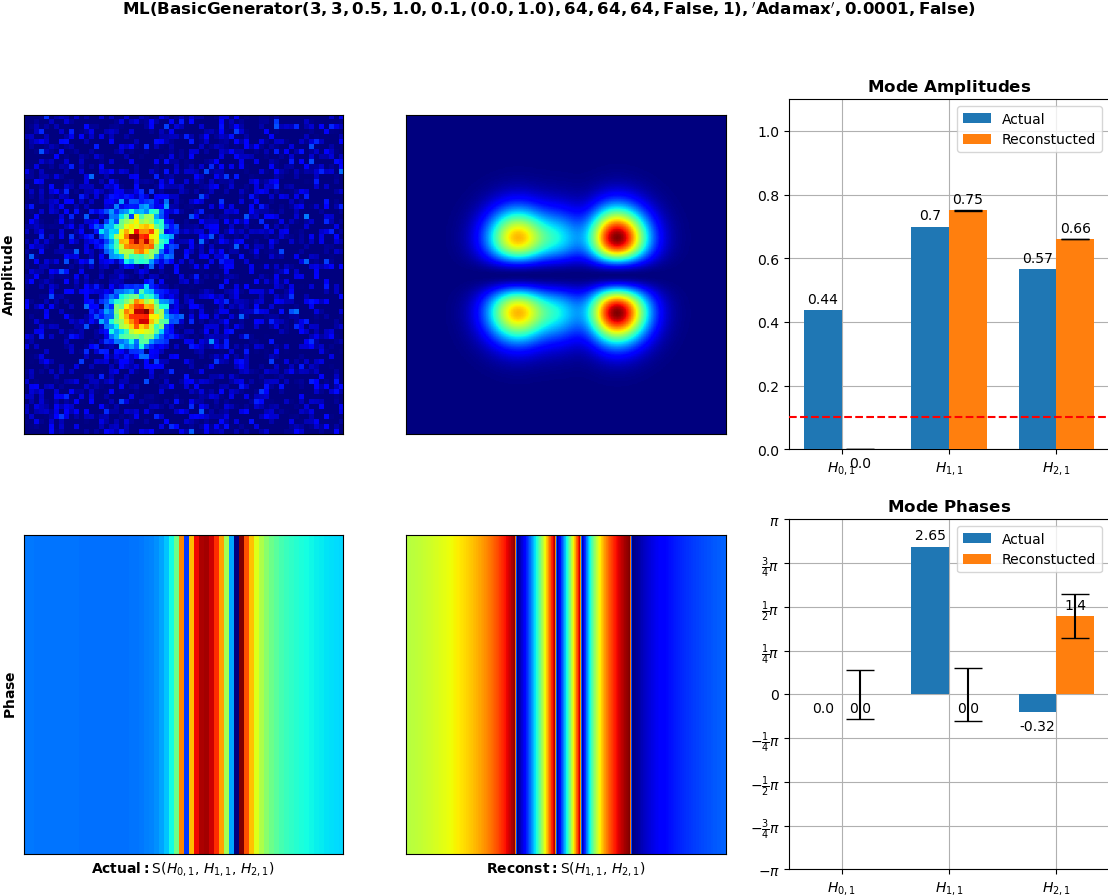 ML(BasicGenerator(3, 3, 0.5, 1.0, 0.1, (0.0, 1.0), 64, 64, 64, False, 1), ′Adamax′, 0.0001, False)
Amplitude
Mode Amplitudes
Actual
Reconstucted
1.0
0.8
0.6
0.4
0.2
0.0
0.44
0.0
0.7
0.75
0.57
0.66
H0,1
H1,1
H2,1
Phase
Actual: S(H0,1, H1,1, H2,1)
Reconst: S(H1,1, H2,1)
Mode Phases
Actual
Reconstucted
π
3/4π
1/2π
1/4π
0
−1/4π
−1/2π
−3/4π
−π
0.0
0.0
2.65
0.0
-0.32
1.4
H0,1
H1,1
H2,1